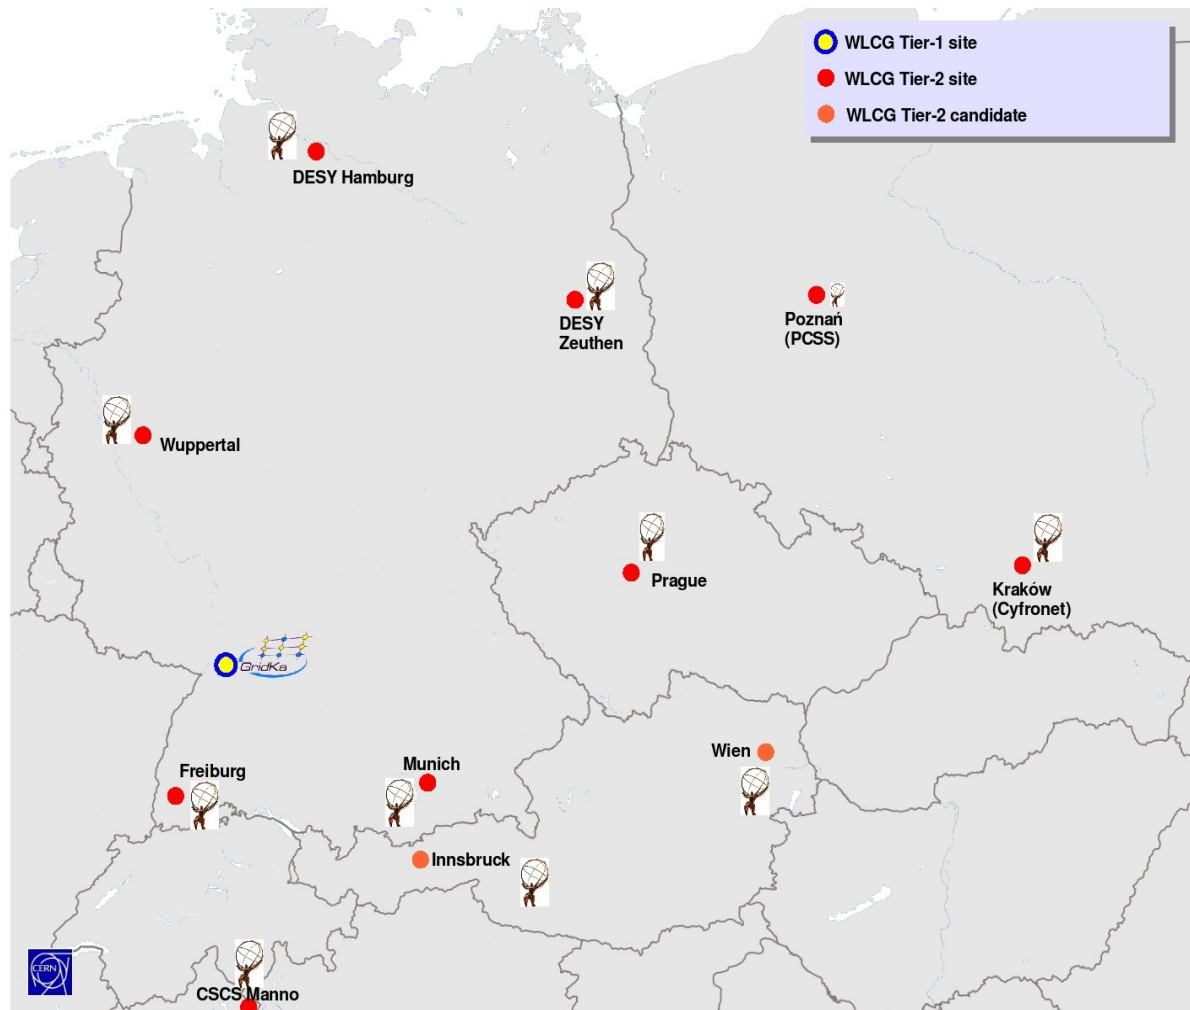 WLCG Tier-1 site
WLCG Tier-2 site
WLCG Tier-2 candidate
DESY Hamburg
DESY
Zeuthen
Poznań
(PCSS)
Wuppertal
Prague
Kraków
(Cyfronet)
GridKa
Wien
Freiburg
Munich
Innsbruck
CERN
CSCS Manno